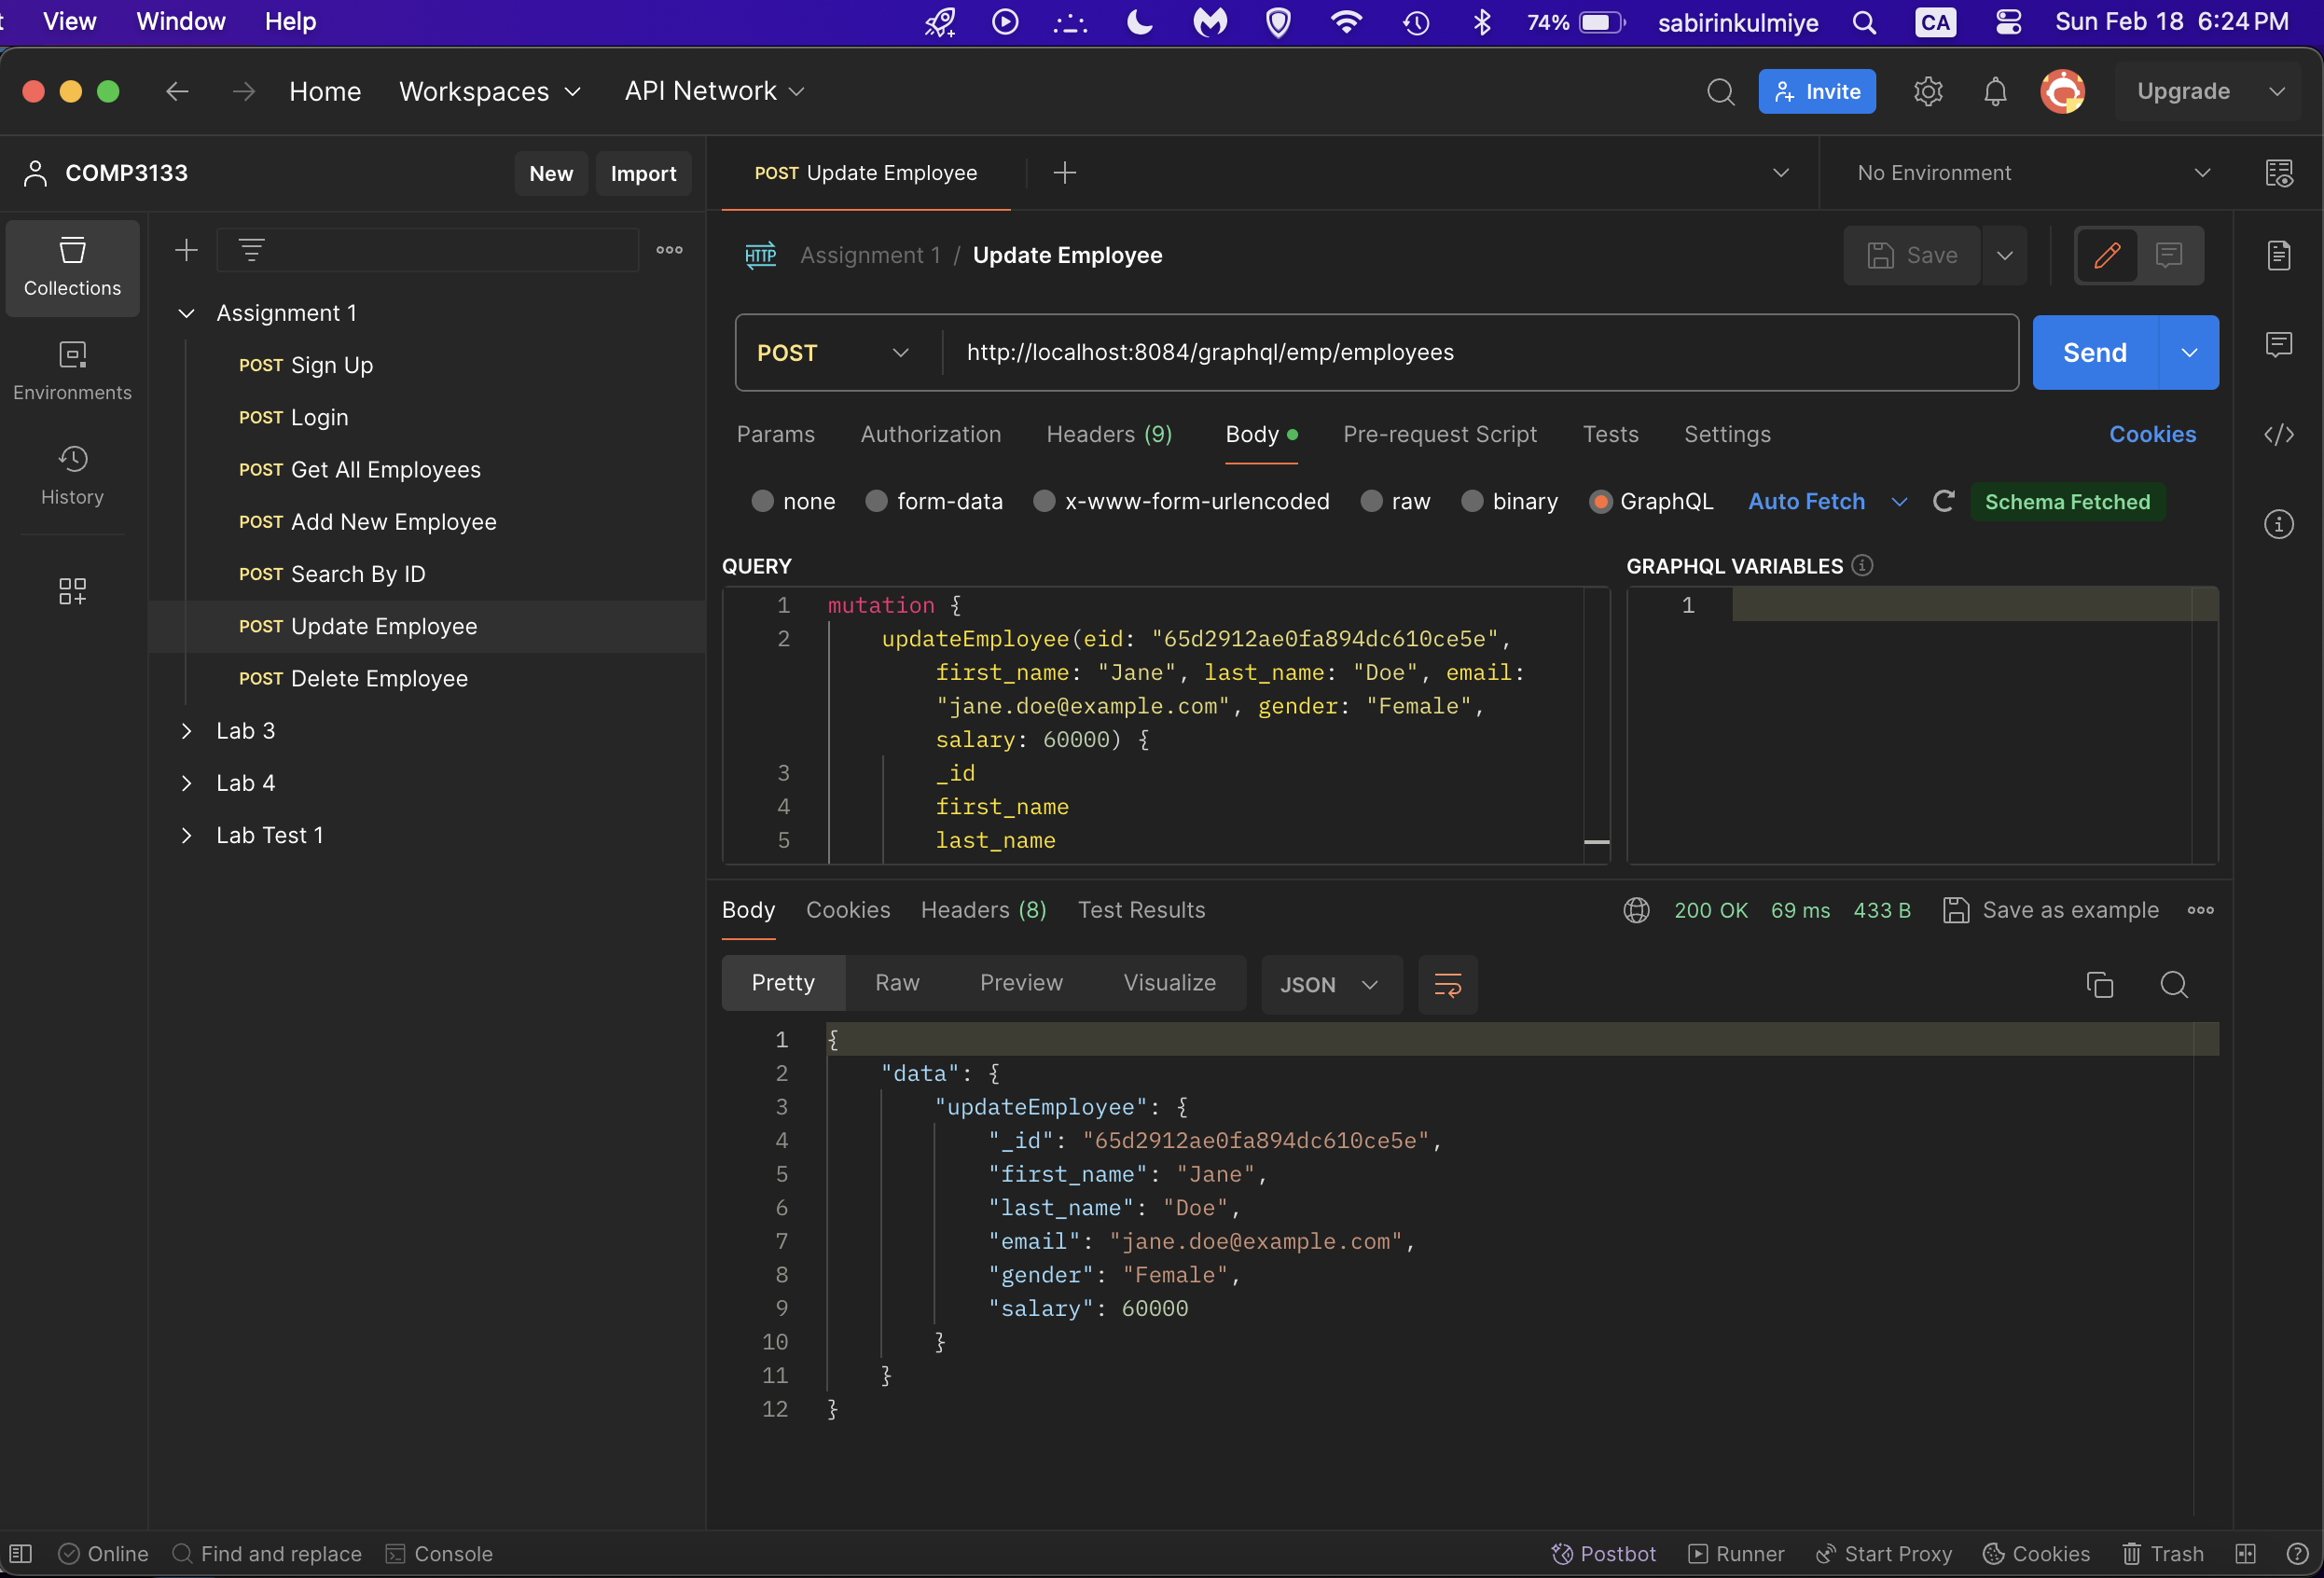 View Window Help 74% sabirinkulmiye CA Sun Feb 18 6:24 PM
Home Workspaces API Network Invite Upgrade
COMP3133 New Import
POST Update Employee No Environment
Collections
Environments
History
Assignment 1
POST Sign Up
POST Login
POST Get All Employees
POST Add New Employee
POST Search By ID
POST Update Employee
POST Delete Employee
Lab 3
Lab 4
Lab Test 1
HTTP Assignment 1 / Update Employee Save
POST http://localhost:8084/graphql/emp/employees Send
Params Authorization Headers (9) Body Pre-request Script Tests Settings Cookies
none form-data x-www-form-urlencoded raw binary GraphQL Auto Fetch Schema Fetched
QUERY
1 mutation {
2 updateEmployee(eid: "65d2912ae0fa894dc610ce5e",
first_name: "Jane", last_name: "Doe", email:
"jane.doe@example.com", gender: "Female",
salary: 60000) {
3 _id
4 first_name
5 last_name
GRAPHQL VARIABLES
1
Body Cookies Headers (8) Test Results 200 OK 69 ms 433 B Save as example
Pretty Raw Preview Visualize JSON
1 {
2 "data": {
3 "updateEmployee": {
4 "_id": "65d2912ae0fa894dc610ce5e",
5 "first_name": "Jane",
6 "last_name": "Doe",
7 "email": "jane.doe@example.com",
8 "gender": "Female",
9 "salary": 60000
10 }
11 }
12 }
Online Find and replace Console Postbot Runner Start Proxy Cookies Trash